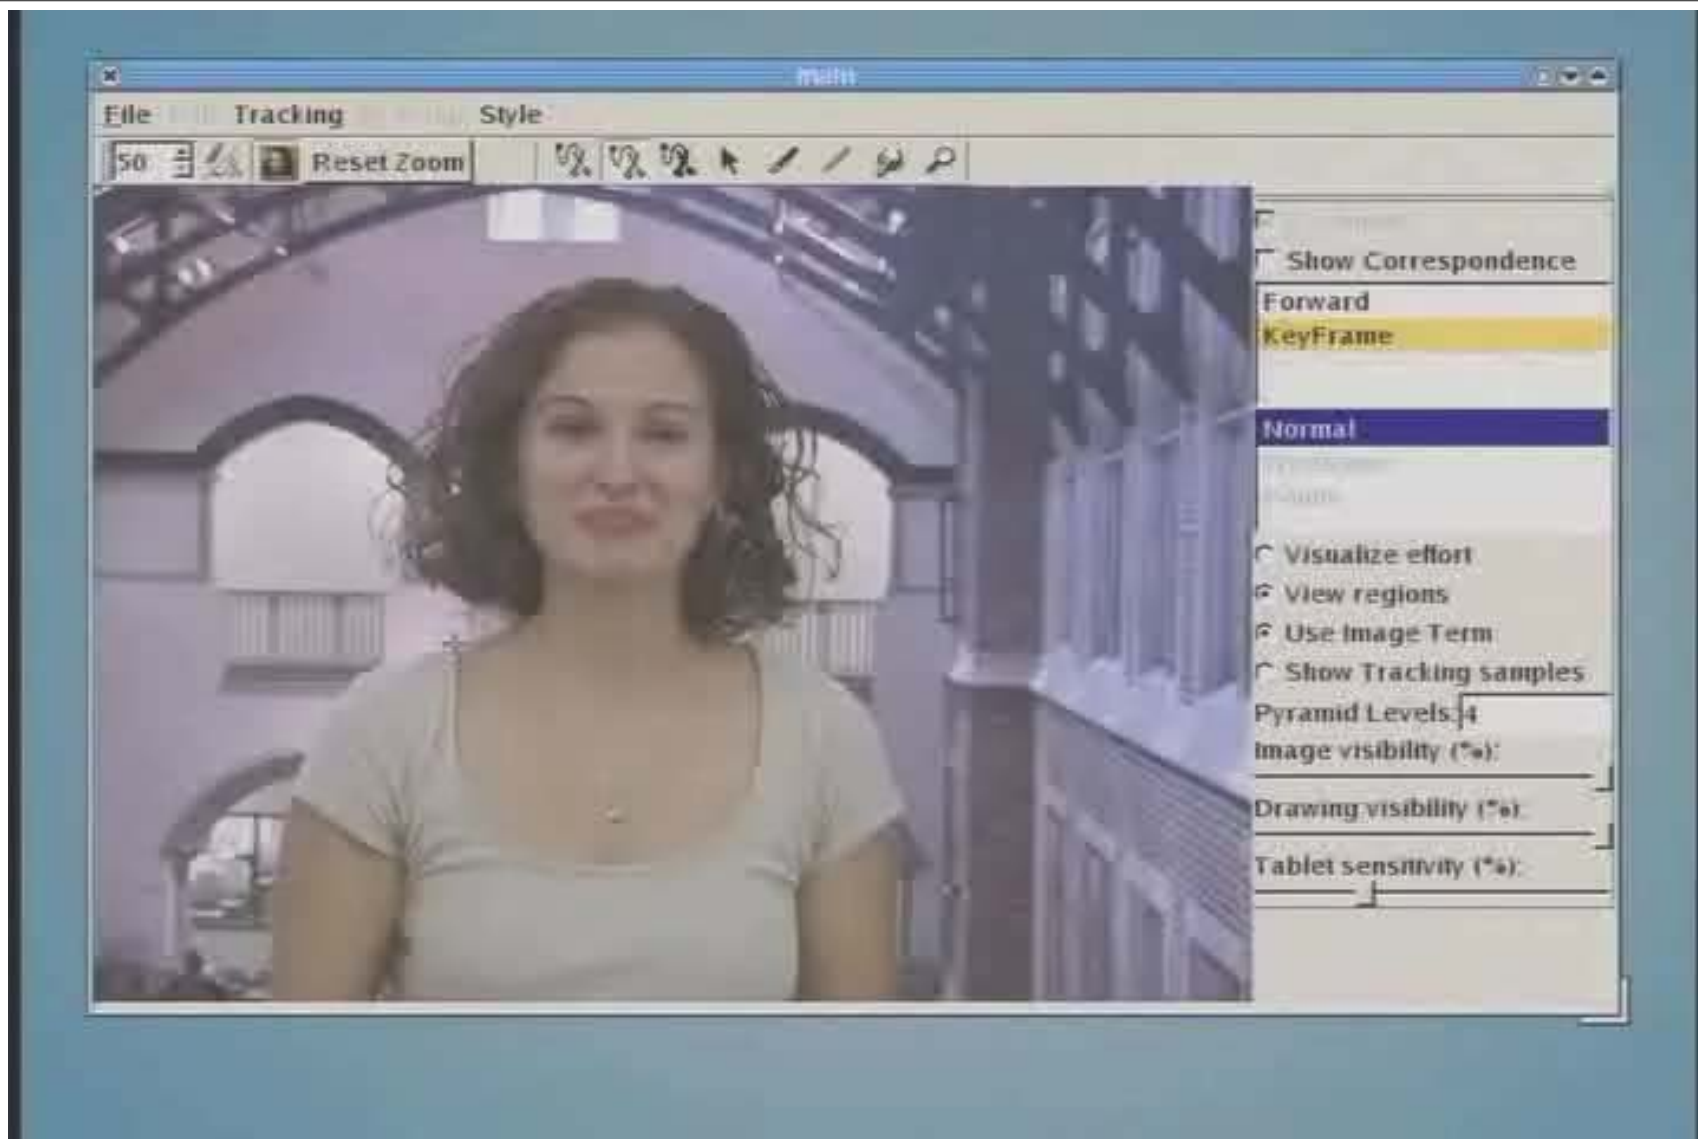 main
File Tracking Style
50 Reset Zoom
Show Correspondence
Forward
KeyFrame
Normal
Visualize effort
View regions
Use Image Term
Show Tracking samples
Pyramid Levels:4
Image visibility (%):
Drawing visibility (%):
Tablet sensitivity (%):